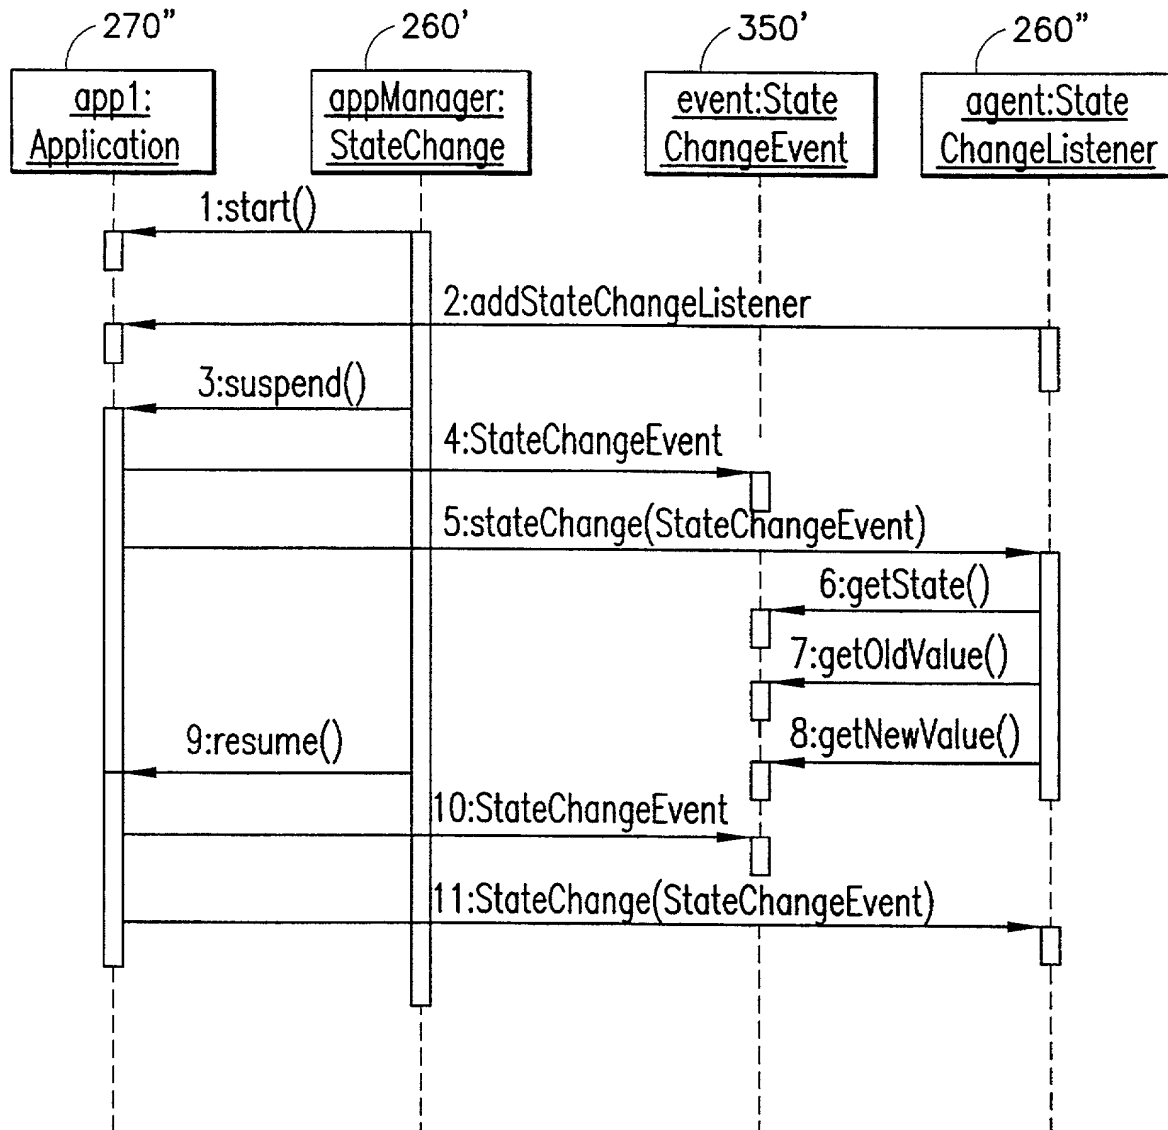 270" 260' 350' 260"
app1: appManager: event:State agent:State
Application StateChange ChangeEvent ChangeListener
1:start()
2:addStateChangeListener
3:suspend()
4:StateChangeEvent
5:stateChange(StateChangeEvent)
6:getState()
7:getOldValue()
9:resume()
8:getNewValue()
10:StateChangeEvent
11:StateChange(StateChangeEvent)